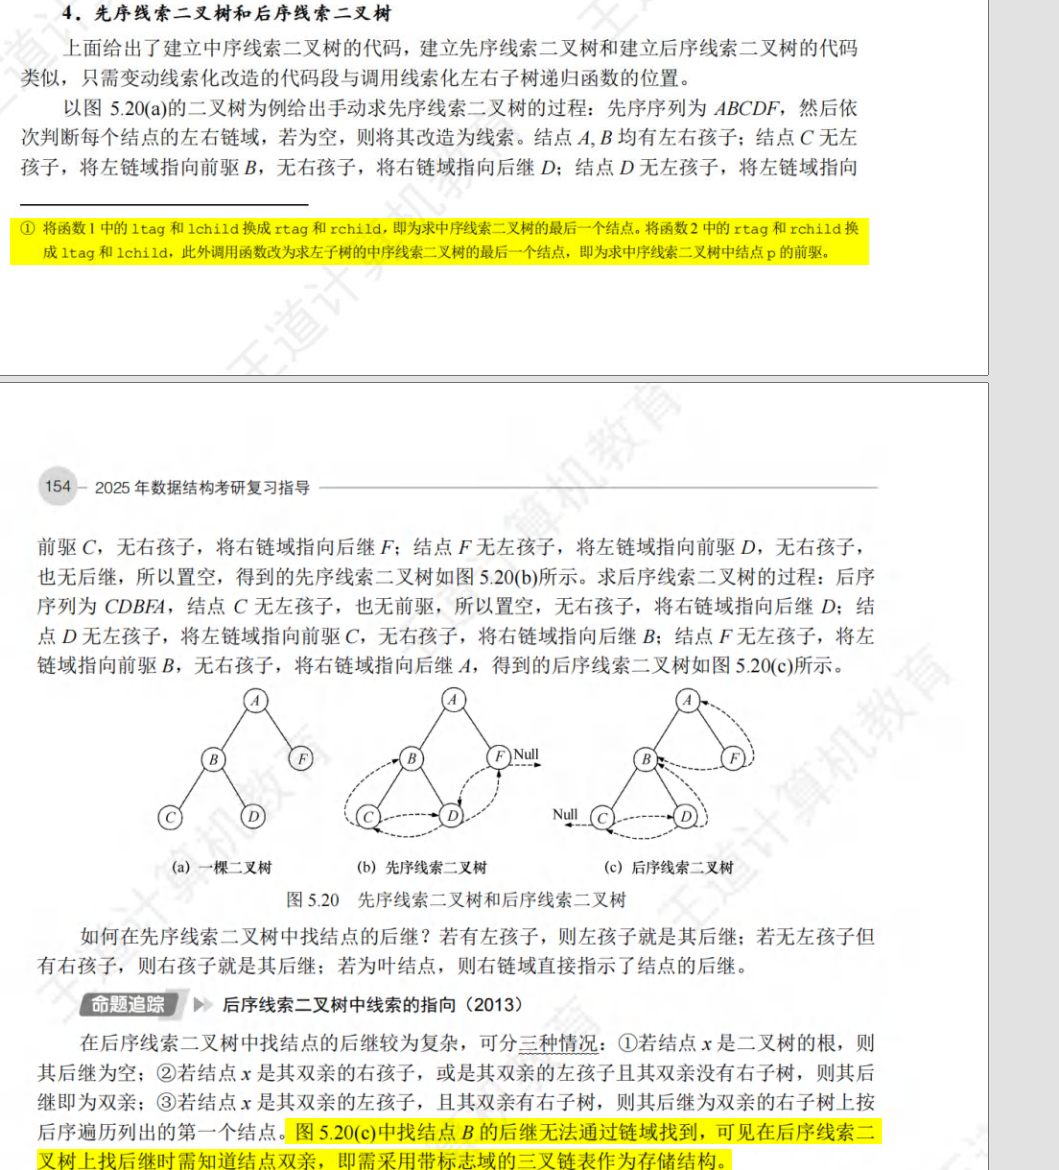 4．先序线索二叉树和后序线索二叉树
上面给出了建立中序线索二叉树的代码，建立先序线索二叉树和建立后序线索二叉树的代码
类似，只需变动线索化改造的代码段与调用线索化左右子树递归函数的位置。
以图 5.20(a)的二叉树为例给出手动求先序线索二叉树的过程：先序序列为 ABCDF，然后依
次判断每个结点的左右链域，若为空，则将其改造为线索。结点 A, B 均有左右孩子；结点 C 无左
孩子，将左链域指向前驱 B，无右孩子，将右链域指向后继 D；结点 D 无左孩子，将左链域指向
① 将函数 1 中的 ltag 和 lchild 换成 rtag 和 rchild，即为求中序线索二叉树的最后一个结点。将函数 2 中的 rtag 和 rchild 换
成 ltag 和 lchild，此外调用函数改为求左子树的中序线索二叉树的最后一个结点，即为求中序线索二叉树中结点 p 的前驱。
王道计算机教育
154 2025 年数据结构考研复习指导
前驱 C，无右孩子，将右链域指向后继 F；结点 F 无左孩子，将左链域指向前驱 D，无右孩子，
也无后继，所以置空，得到的先序线索二叉树如图 5.20(b)所示。求后序线索二叉树的过程：后序
序列为 CDBFA，结点 C 无左孩子，也无前驱，所以置空，无右孩子，将右链域指向后继 D；结
点 D 无左孩子，将左链域指向前驱 C，无右孩子，将右链域指向后继 B；结点 F 无左孩子，将左
链域指向前驱 B，无右孩子，将右链域指向后继 A，得到的后序线索二叉树如图 5.20(c)所示。
A A A
B F B F Null B F
C D C D Null C D
(a) 一棵二叉树 (b) 先序线索二叉树 (c) 后序线索二叉树
图 5.20 先序线索二叉树和后序线索二叉树
如何在先序线索二叉树中找结点的后继？若有左孩子，则左孩子就是其后继；若无左孩子但
有右孩子，则右孩子就是其后继；若为叶结点，则右链域直接指示了结点的后继。
命题追踪 后序线索二叉树中线索的指向（2013）
在后序线索二叉树中找结点的后继较为复杂，可分三种情况：①若结点 x 是二叉树的根，则
其后继为空；②若结点 x 是其双亲的右孩子，或是其双亲的左孩子且其双亲没有右子树，则其后
继即为双亲；③若结点 x 是其双亲的左孩子，且其双亲有右子树，则其后继为双亲的右子树上按
后序遍历列出的第一个结点。图 5.20(c)中找结点 B 的后继无法通过链域找到，可见在后序线索二
叉树上找后继时需知道结点双亲，即需采用带标志域的三叉链表作为存储结构。